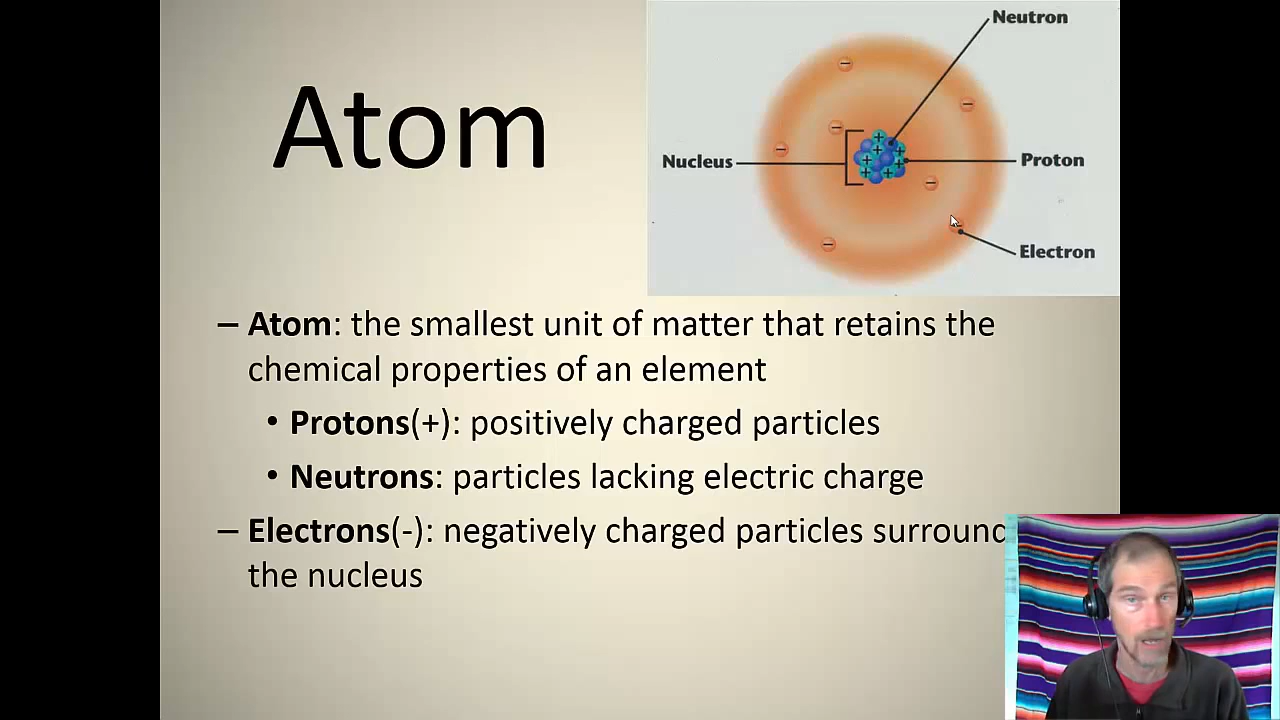 Atom
Neutron
Nucleus
Proton
Electron
– Atom: the smallest unit of matter that retains the
chemical properties of an element
• Protons(+): positively charged particles
• Neutrons: particles lacking electric charge
– Electrons(-): negatively charged particles surround
the nucleus